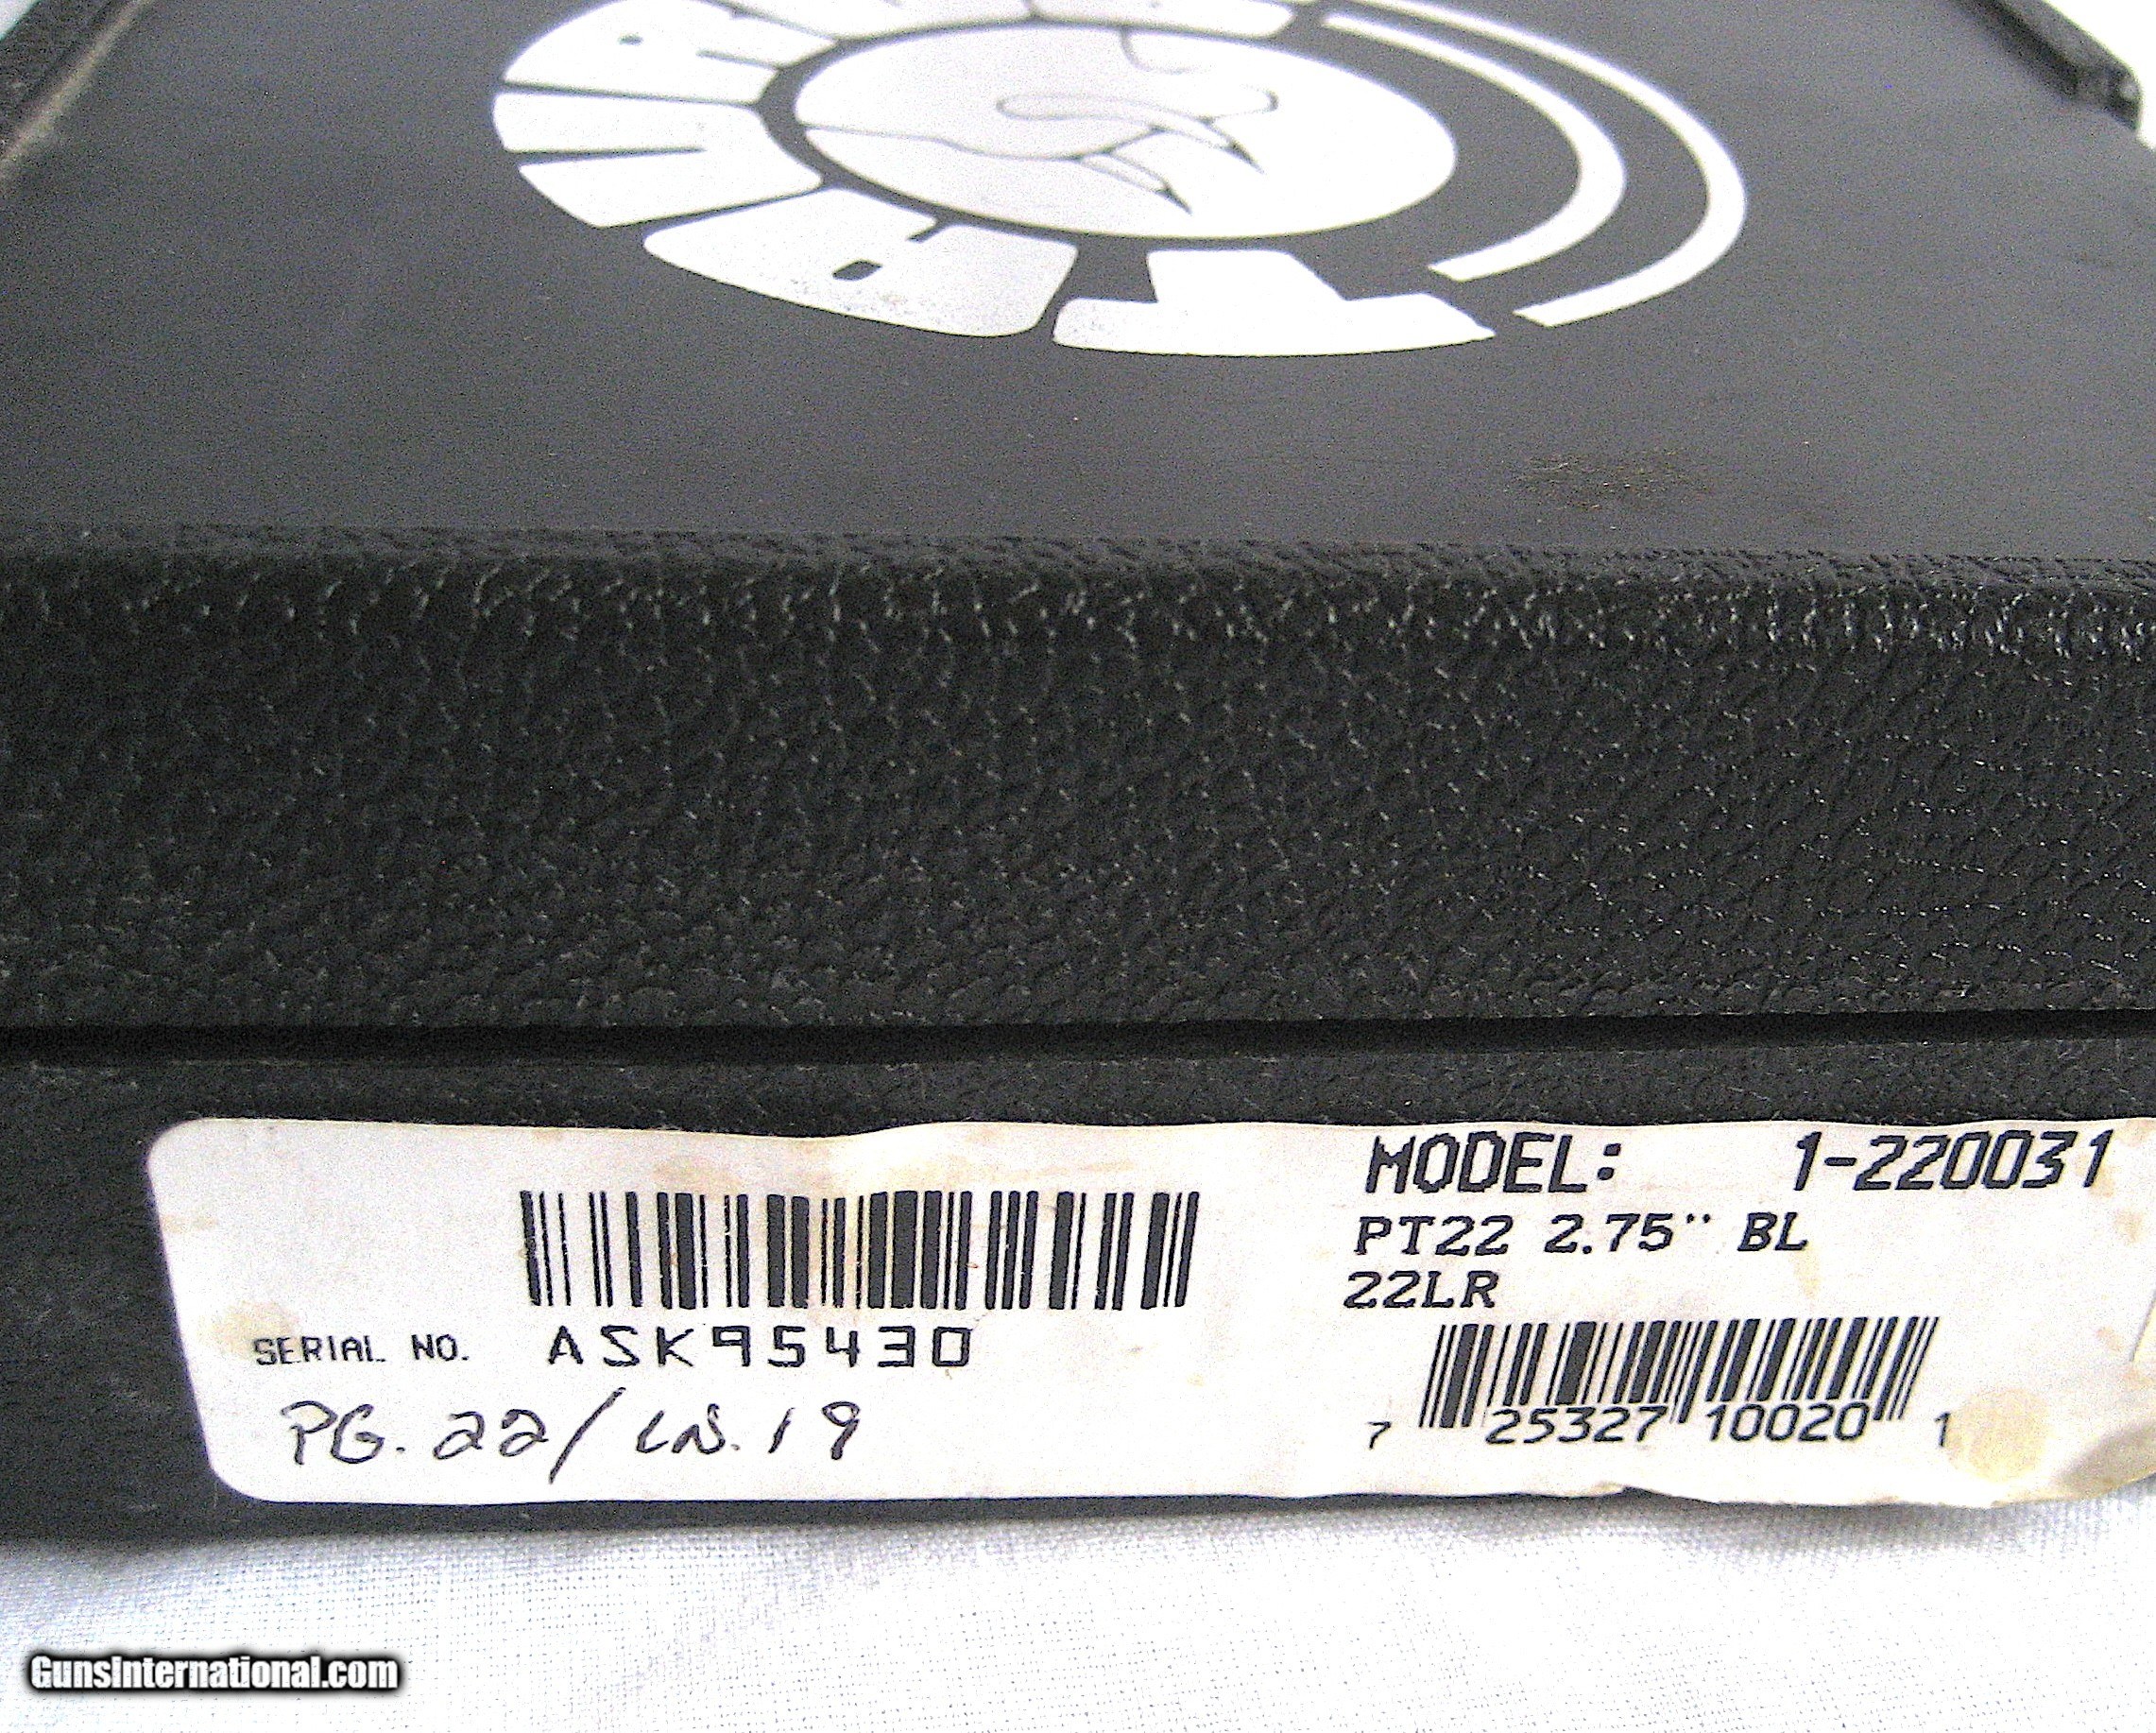 TAURUS
MODEL: 1-220031
PT22 2.75" BL
22LR
7 25327 10020 1
SERIAL NO. ASK95430
PG. 22/LN. 19
GunsInternational.com